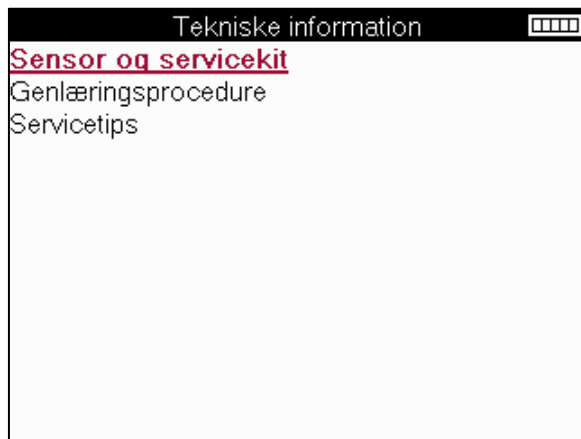 Tekniske information
Sensor og servicekit
Genlæringsprocedure
Servicetips